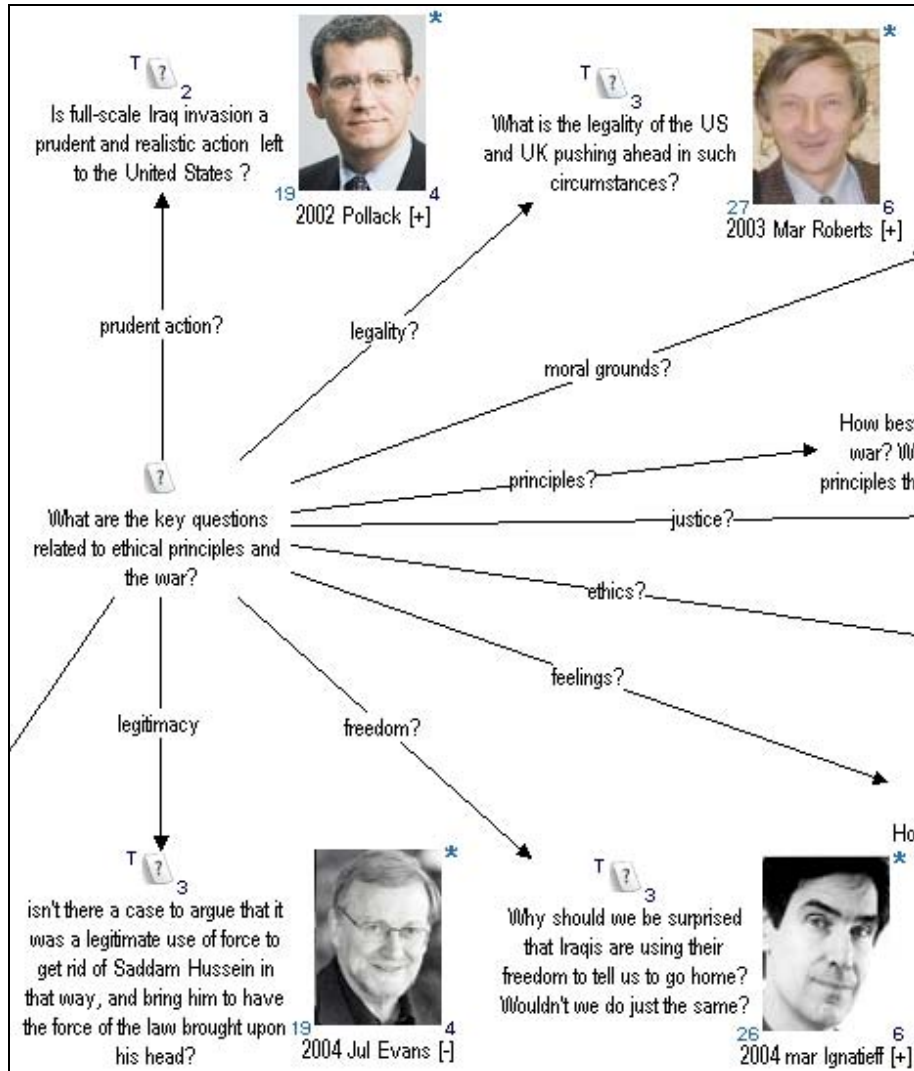 *
*
T ? 2
T ? 3
Is full-scale Iraq invasion a
prudent and realistic action left
to the United States ?
What is the legality of the US
and UK pushing ahead in such
circumstances?
19 4
2002 Pollack [+]
27 6
2003 Mar Roberts [+]
prudent action?
legality?
moral grounds?
How bes
war? W
principles th
?
principles?
What are the key questions
related to ethical principles and
the war?
justice?
ethics?
feelings?
legitimacy
freedom?
Ho
T ? 3
*
isn't there a case to argue that it
was a legitimate use of force to
get rid of Saddam Hussein in
that way, and bring him to have
the force of the law brought upon
his head?
19 4
2004 Jul Evans [-]
T ? 3
*
Why should we be surprised
that Iraqis are using their
freedom to tell us to go home?
Wouldn't we do just the same?
26 6
2004 mar Ignatieff [+]